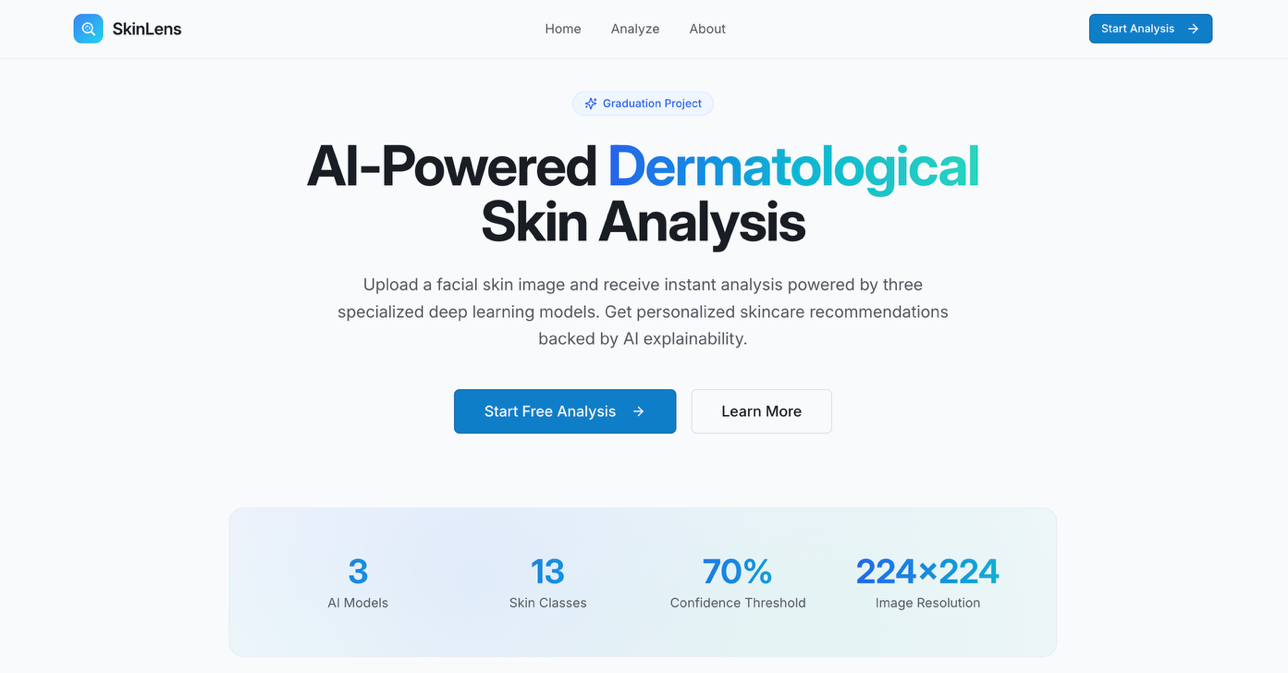 SkinLens
Home
Analyze
About
Start Analysis
Graduation Project
AI-Powered Dermatological
Skin Analysis
Upload a facial skin image and receive instant analysis powered by three
specialized deep learning models. Get personalized skincare recommendations
backed by AI explainability.
Start Free Analysis
Learn More
3
AI Models
13
Skin Classes
70%
Confidence Threshold
224×224
Image Resolution